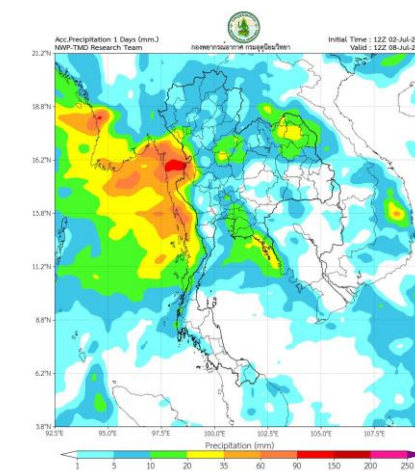 Acc.Precipitation 1 Days (mm.)
NWP-TMD Research Team
กองพยากรณ์อากาศ กรมอุตุนิยมวิทยา
Initial Time : 12Z 02-Jul-2
Valid : 12Z 08-Jul-2
21.2°N
18.8°N
16.2°N
13.8°N
11.2°N
8.8°N
6.2°N
3.8°N
92.5°E 95.0°E 97.5°E 100.0°E 102.5°E 105.0°E 107.5°E
Precipitation (mm)
1 5 10 20 35 60 90 150 200